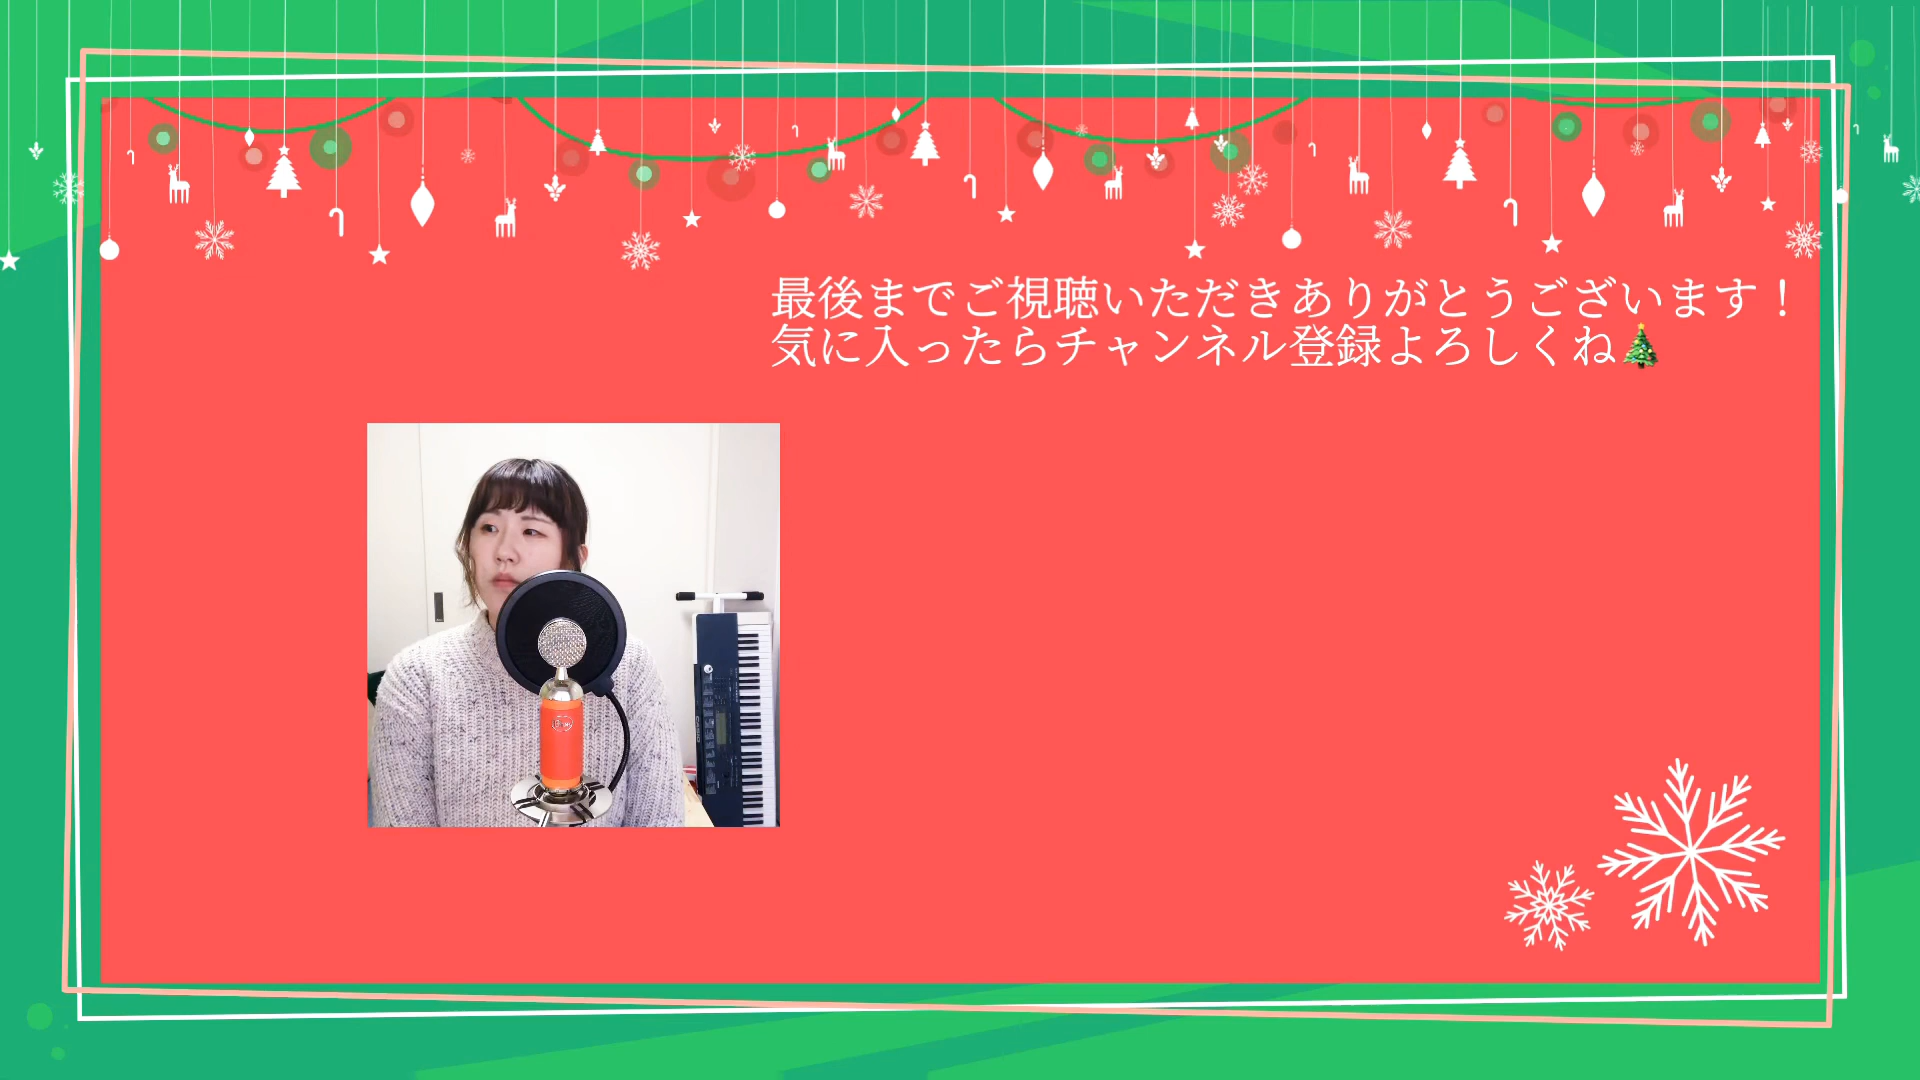 最後までご視聴いただきありがとうございます！
気に入ったらチャンネル登録よろしくね🎄
CASIO